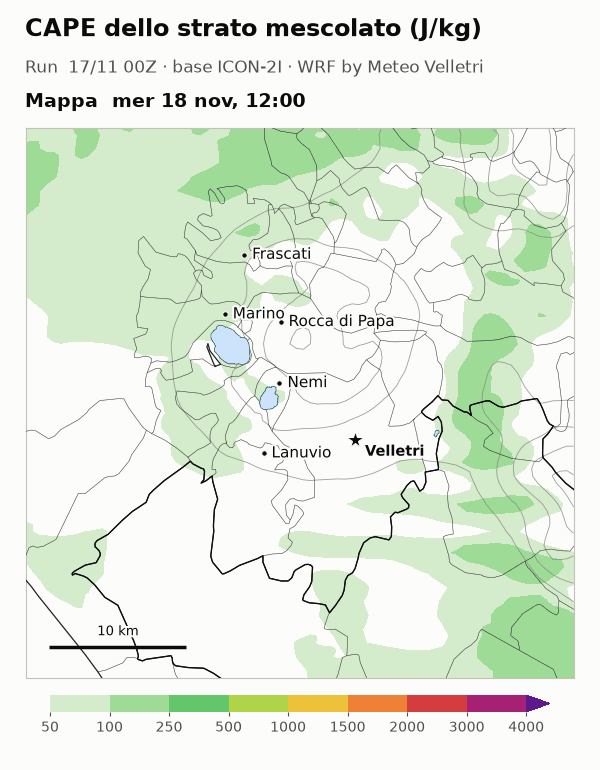 CAPE dello strato mescolato (J/kg)
Run 17/11 00Z · base ICON-2I · WRF by Meteo Velletri
Mappa mer 18 nov, 12:00
Frascati
Marino
Rocca di Papa
Nemi
Velletri
Lanuvio
10 km
50 100 250 500 1000 1500 2000 3000 4000